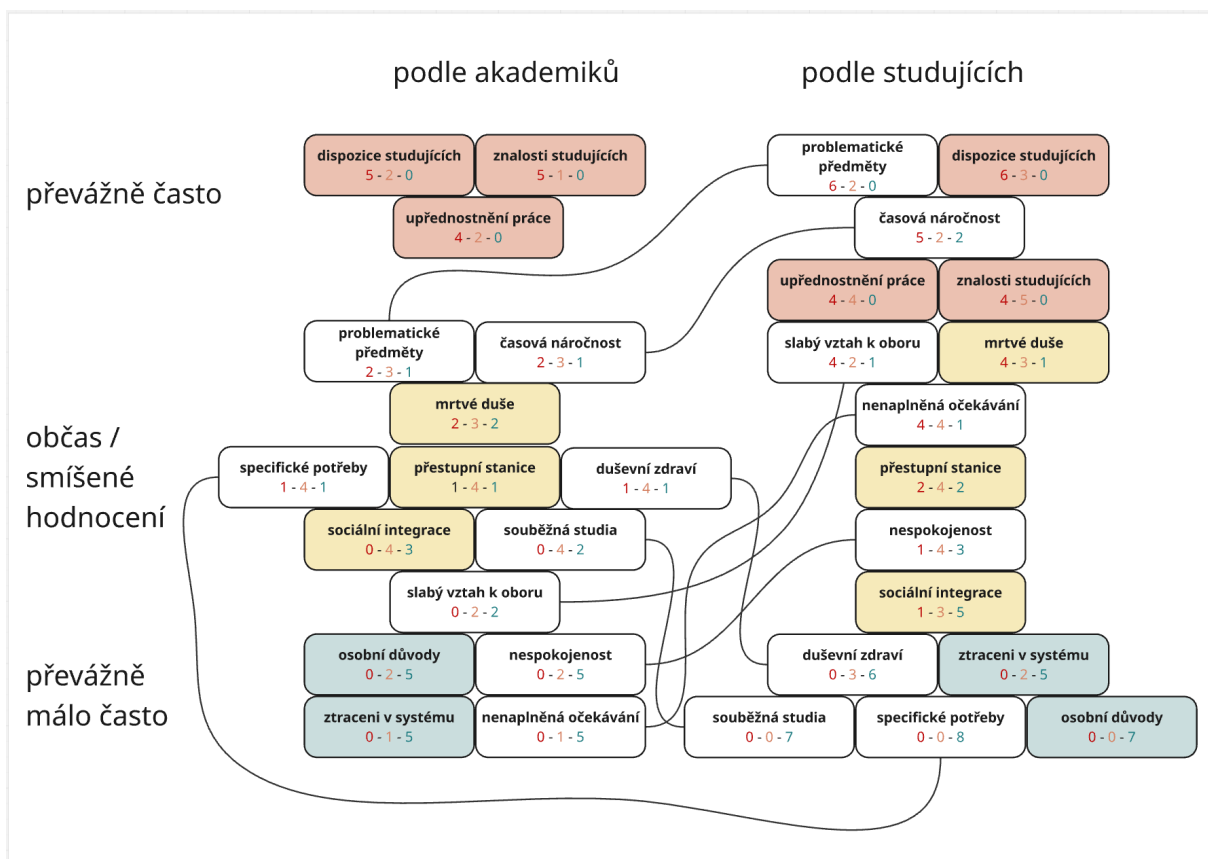 podle akademiků
podle studujících
převážně často
dispozice studujících
5 - 2 - 0
znalosti studujících
5 - 1 - 0
upřednostnění práce
4 - 2 - 0
problematické
předměty
6 - 2 - 0
dispozice studujících
6 - 3 - 0
časová náročnost
5 - 2 - 2
upřednostnění práce
4 - 4 - 0
znalosti studujících
4 - 5 - 0
občas /
smíšené
hodnocení
problematické
předměty
2 - 3 - 1
časová náročnost
2 - 3 - 1
mrtvé duše
2 - 3 - 2
specifické potřeby
1 - 4 - 1
přestupní stanice
1 - 4 - 1
duševní zdraví
1 - 4 - 1
sociální integrace
0 - 4 - 3
souběžná studia
0 - 4 - 2
slabý vztah k oboru
0 - 2 - 2
slabý vztah k oboru
4 - 2 - 1
mrtvé duše
4 - 3 - 1
nenaplněná očekávání
4 - 4 - 1
přestupní stanice
2 - 4 - 2
nespokojenost
1 - 4 - 3
sociální integrace
1 - 3 - 5
převážně
málo často
osobní důvody
0 - 2 - 5
nespokojenost
0 - 2 - 5
ztraceni v systému
0 - 1 - 5
nenaplněná očekávání
0 - 1 - 5
duševní zdraví
0 - 3 - 6
ztraceni v systému
0 - 2 - 5
souběžná studia
0 - 0 - 7
specifické potřeby
0 - 0 - 8
osobní důvody
0 - 0 - 7